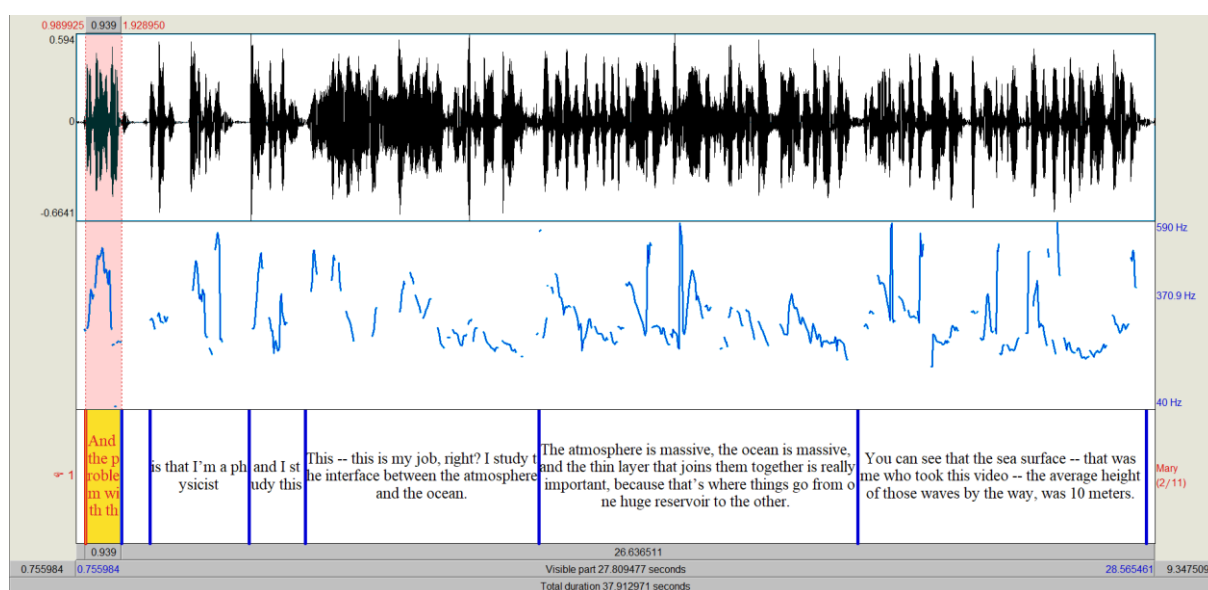 0.989925 0.939 1.928950
0.594
0
-0.6641
590 Hz
370.9 Hz
40 Hz
☞ 1
And
the p
roble
m wi
th th
is that I'm a ph
ysicist
and I st
udy this
This -- this is my job, right? I study t
he interface between the atmosphere
and the ocean.
The atmosphere is massive, the ocean is massive,
and the thin layer that joins them together is really
important, because that's where things go from o
ne huge reservoir to the other.
You can see that the sea surface -- that was
me who took this video -- the average height
of those waves by the way, was 10 meters.
Mary
(2/11)
0.939 26.636511
0.755984 0.755984 Visible part 27.809477 seconds 28.565461 9.347509
Total duration 37.912971 seconds